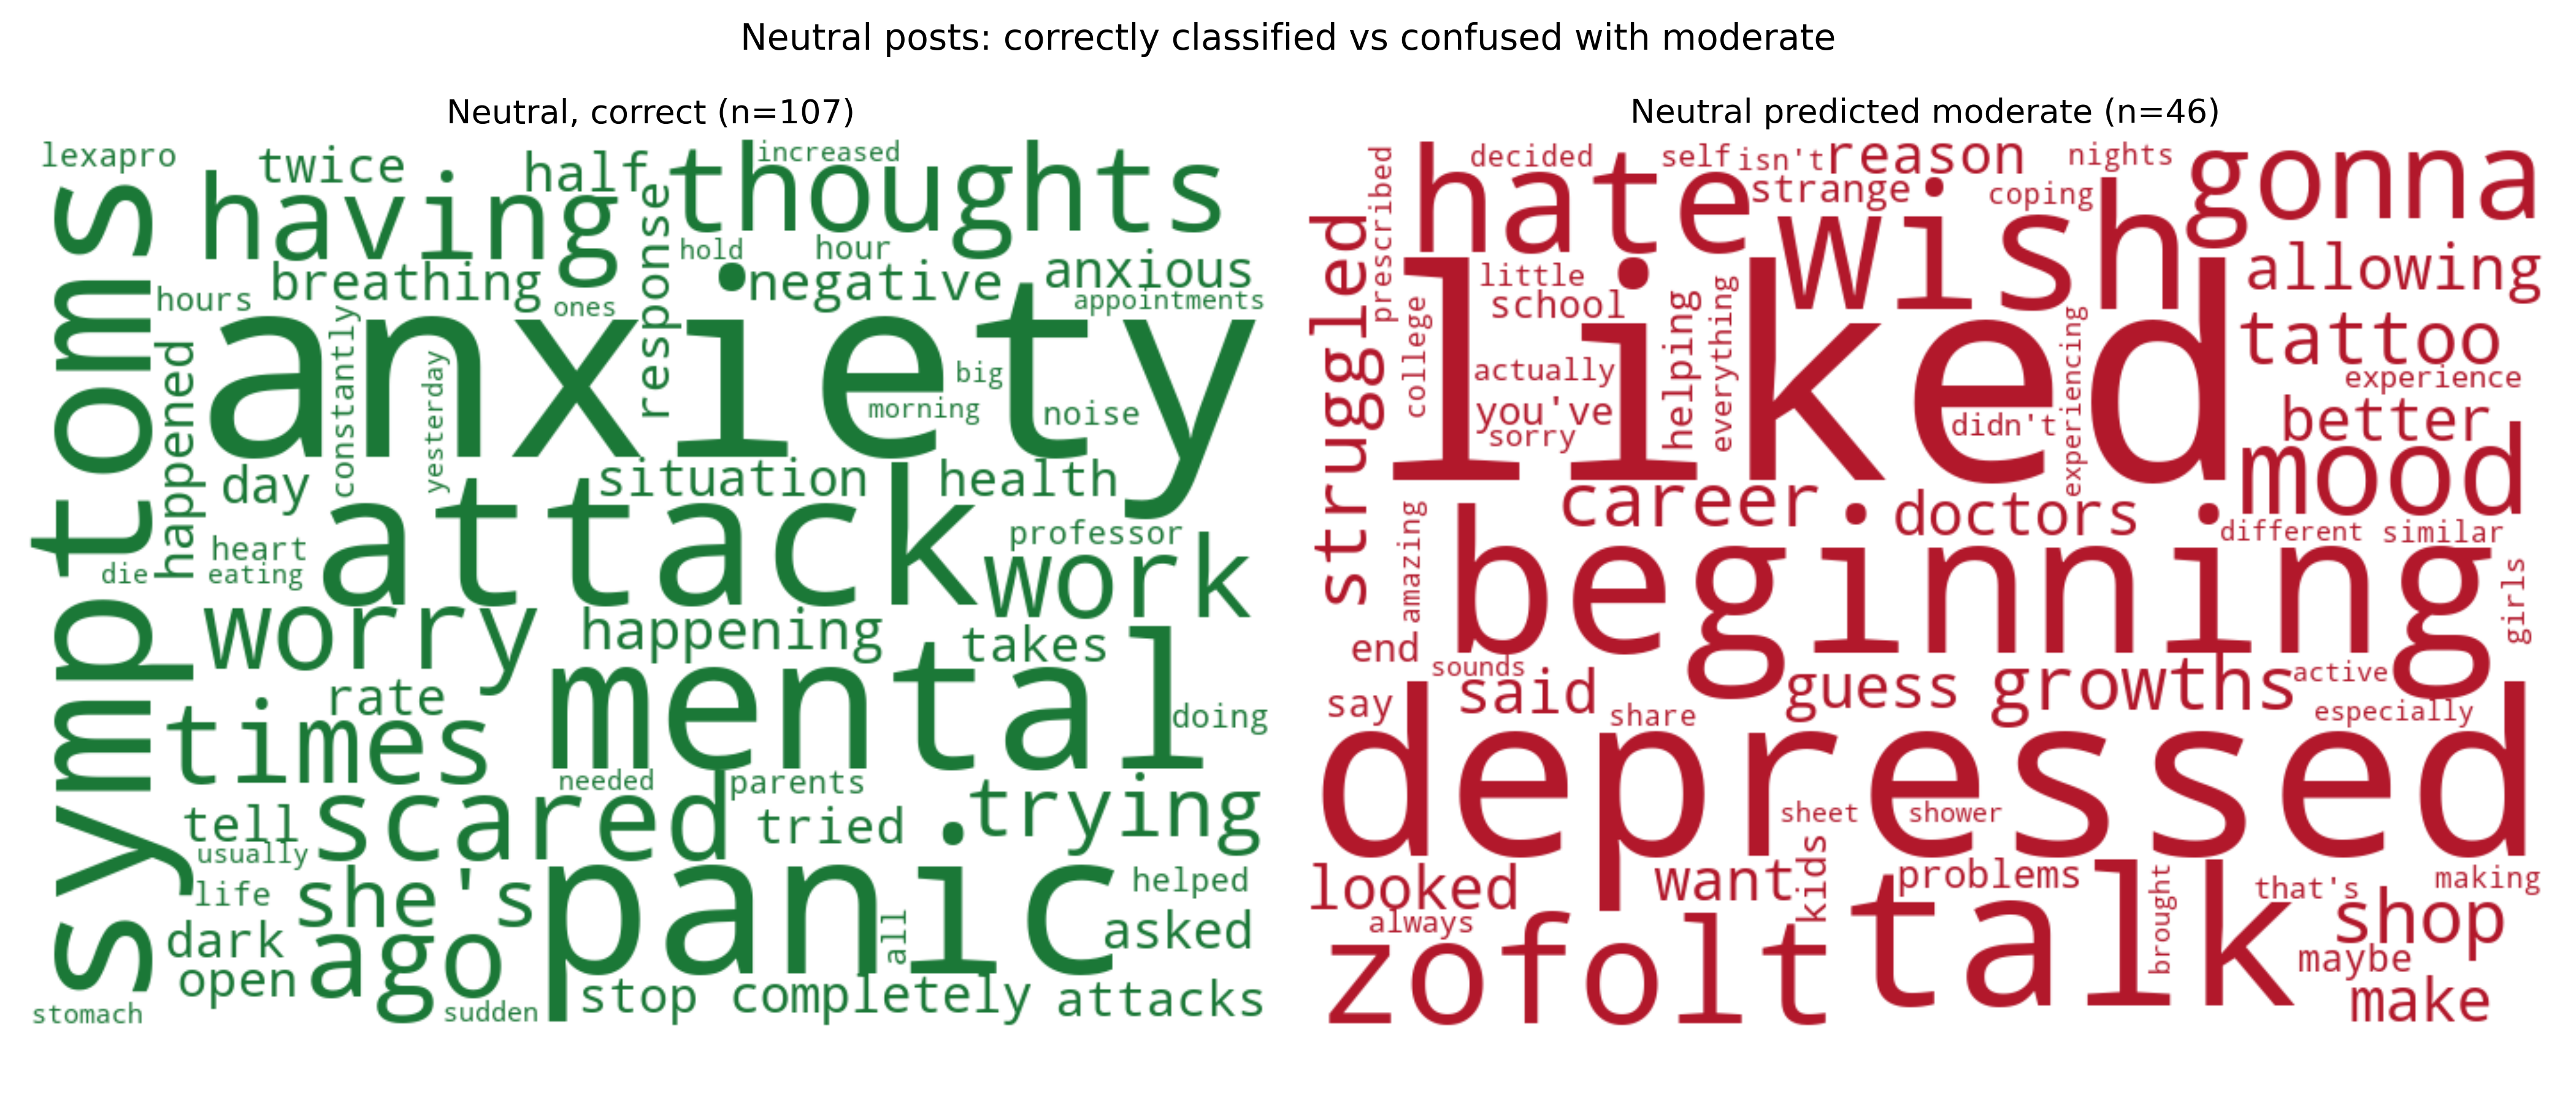 Neutral posts: correctly classified vs confused with moderate
Neutral, correct (n=107)
lexapro
twice
half
increased
thoughts
having
response
hold
hour
breathing
negative
anxious
hours
ones
appointments
symptoms
happened
constantly
yesterday
anxiety
big
morning
noise
day
situation
health
attack
professor
heart
die
eating
work
worry
happening
takes
rate
mental
times
doing
needed
parents
scared
trying
tell
tried
usually
life
she's
panic
helped
dark
ago
all
asked
open
stop
completely
attacks
stomach
sudden
Neutral predicted moderate (n=46)
prescribed
decided
self
isn't
reason
nights
hate
strange
coping
wish
gonna
struggled
little
school
allowing
college
liked
helping
everything
experiencing
tattoo
actually
experience
you've
sorry
didn't
better
mood
career
doctors
amazing
beginning
different
similar
girls
end
sounds
said
guess
growths
active
say
share
especially
depressed
sheet
shower
looked
want
kids
problems
brought
that's
making
always
talk
shop
zofolt
maybe
make